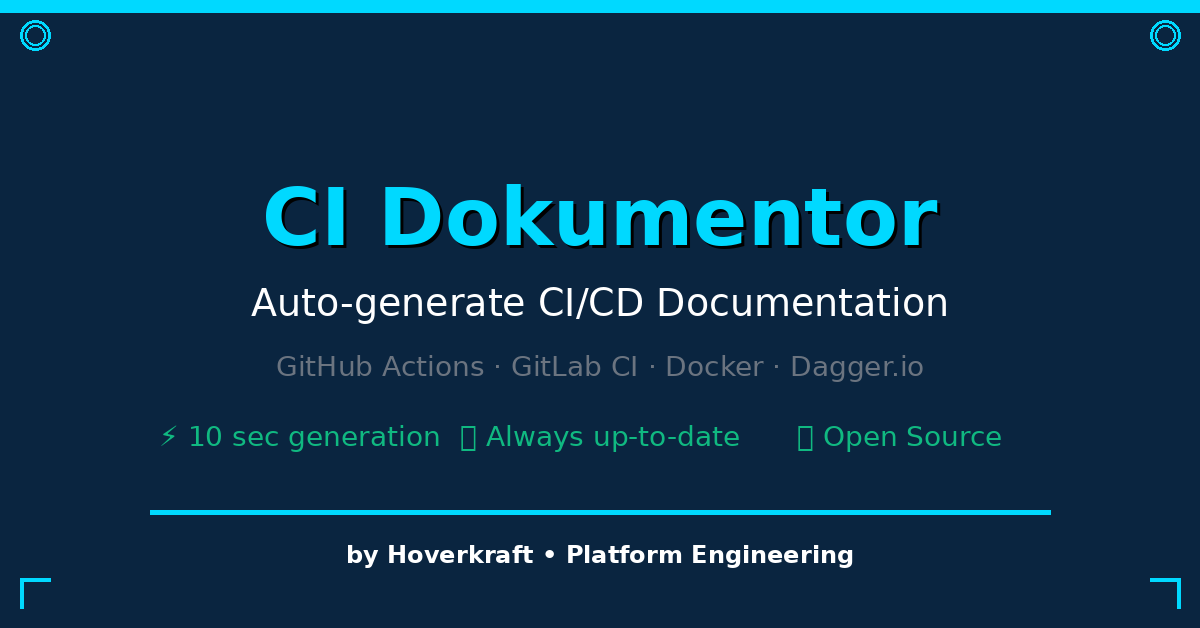 CI Dokumentor
Auto-generate CI/CD Documentation
GitHub Actions · GitLab CI · Docker · Dagger.io
⚡ 10 sec generation  Always up-to-date  Open Source
by Hoverkraft • Platform Engineering